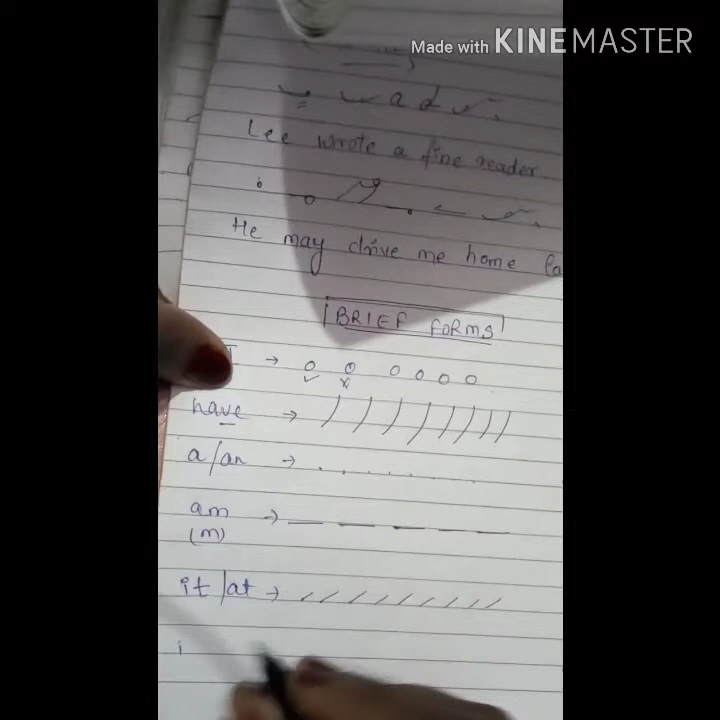 Made with KINEMASTER
Lee wrote a fine reader
He may drive me home la
BRIEF FORMS
I →
have →
a/an →
am →
(m)
it/at →
i